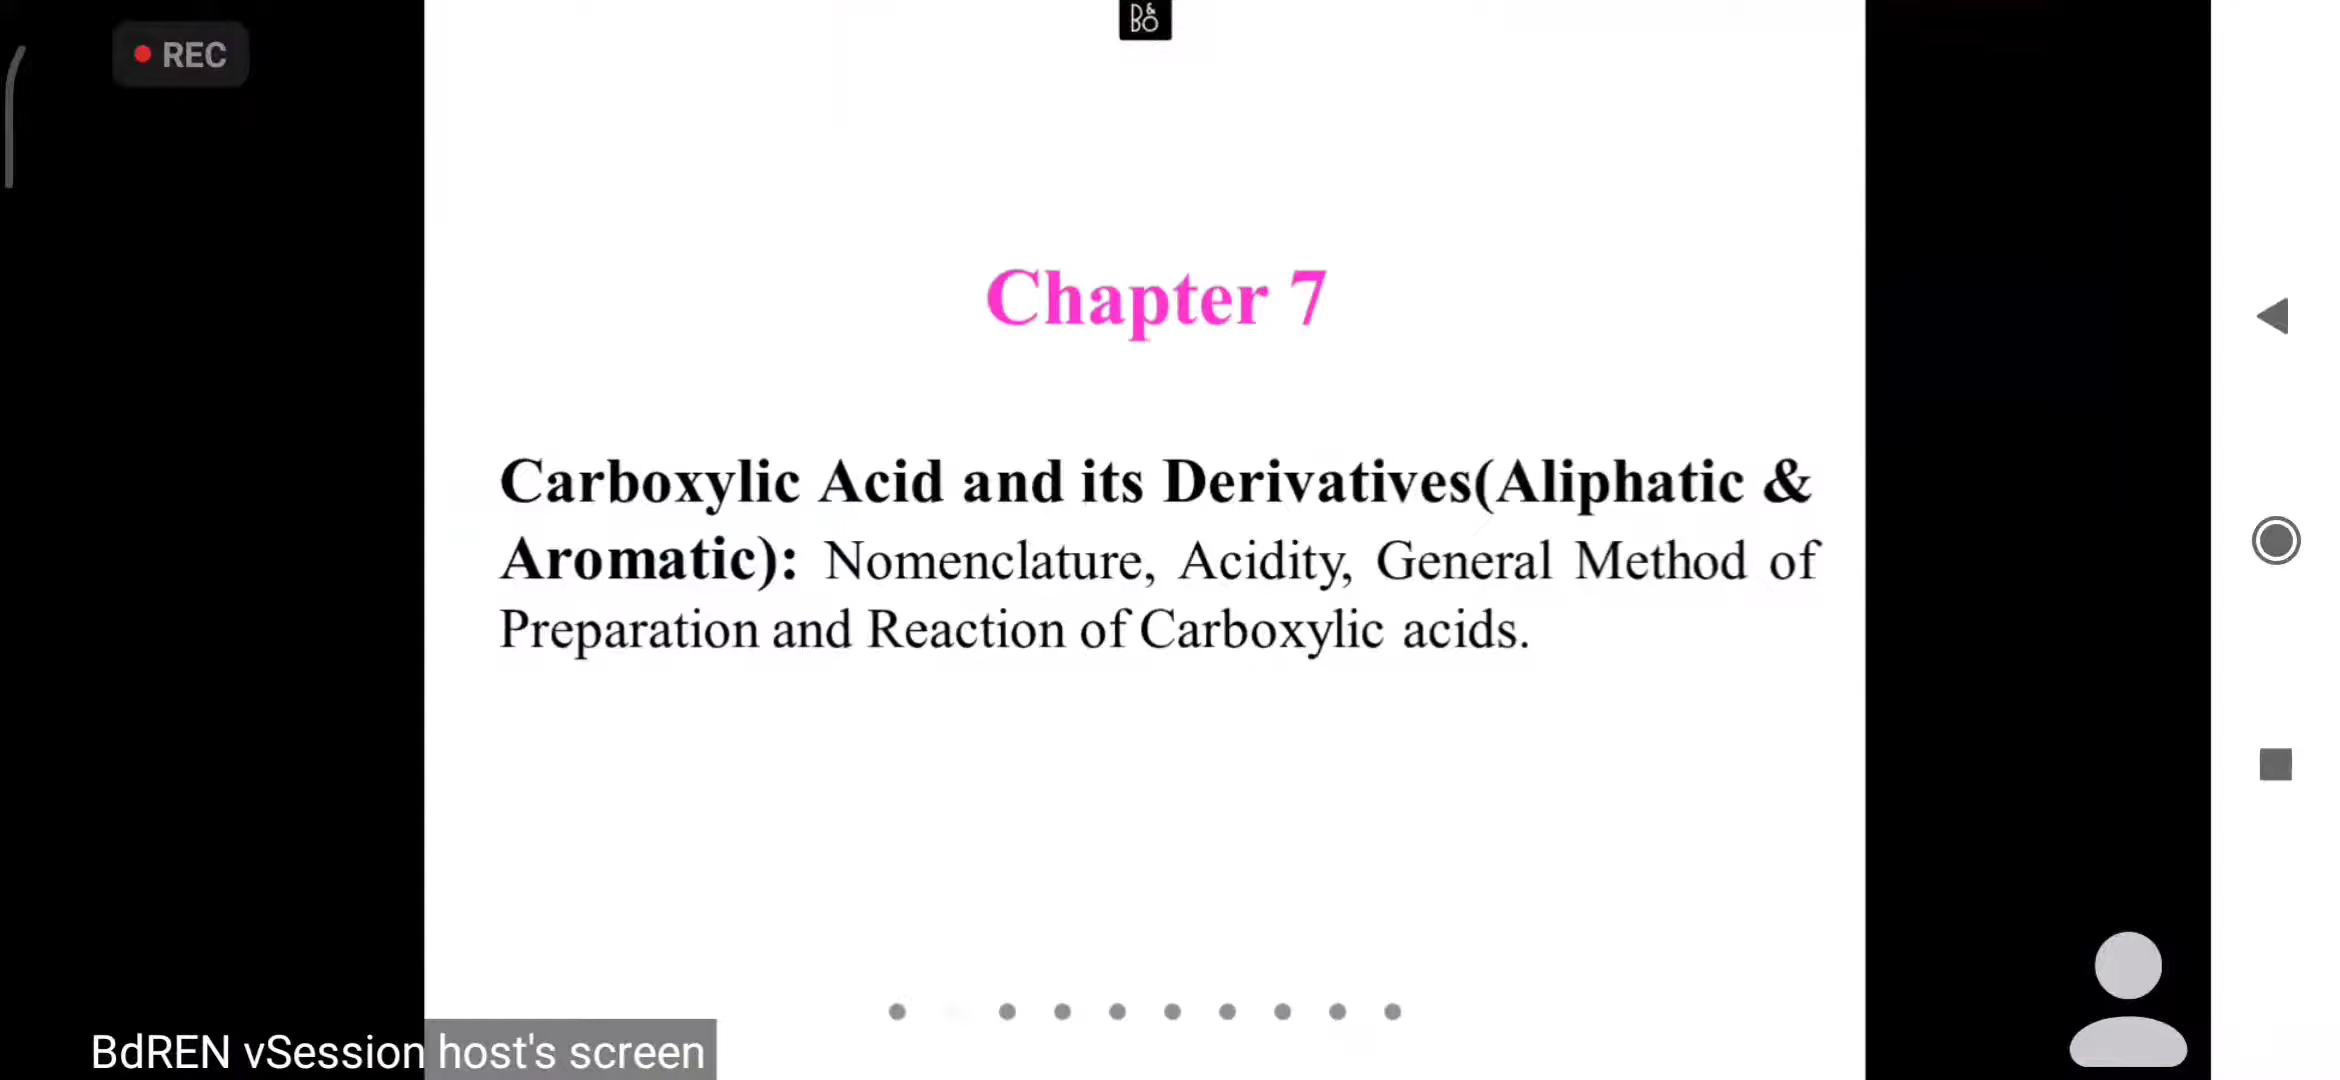 B&O
REC
Chapter 7
Carboxylic Acid and its Derivatives(Aliphatic &
Aromatic): Nomenclature, Acidity, General Method of
Preparation and Reaction of Carboxylic acids.
BdREN vSession host's screen